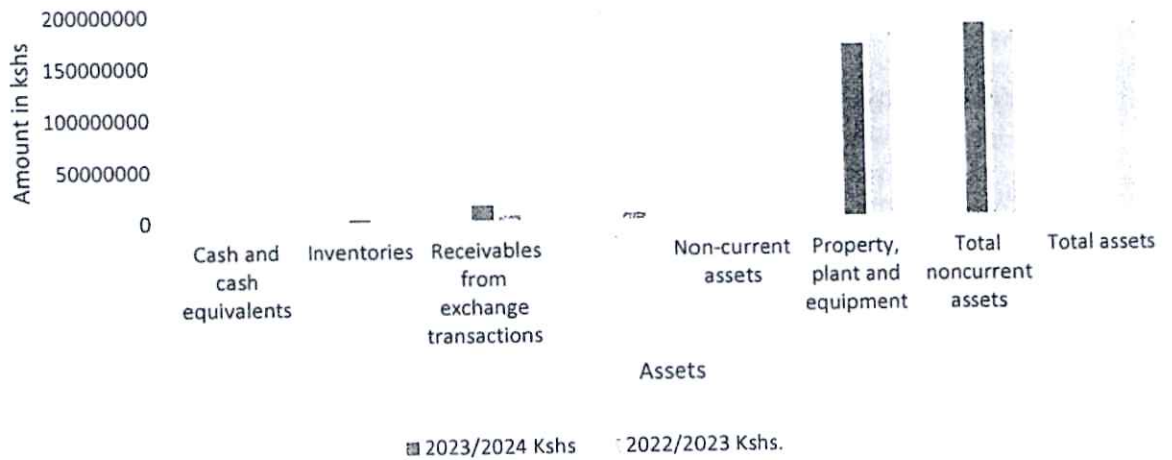 200000000
150000000
100000000
50000000
0
Amount in kshs
Cash and
cash
equivalents
Inventories
Receivables
from
exchange
transactions
Non-current
assets
Property,
plant and
equipment
Total
noncurrent
assets
Total assets
Assets
2023/2024 Kshs
2022/2023 Kshs.